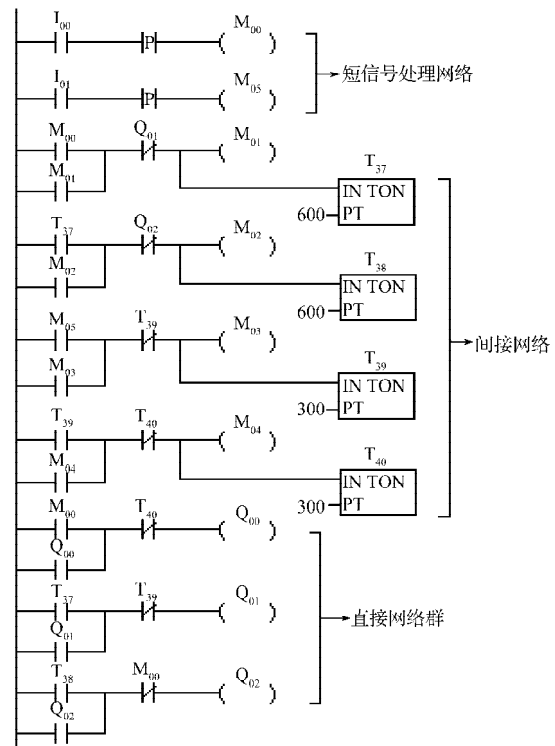 I00 P M00
I01 P M05
短信号处理网络
M00 Q01 M01
M01
T37
IN TON
600 PT
T37 Q02 M02
M02
T38
IN TON
600 PT
M05 T39 M03
M03
T39
IN TON
300 PT
间接网络
T39 T40 M04
M04
T40
IN TON
300 PT
M00 T40 Q00
Q00
T37 T39 Q01
Q01
直接网络群
T38 M00 Q02
Q02